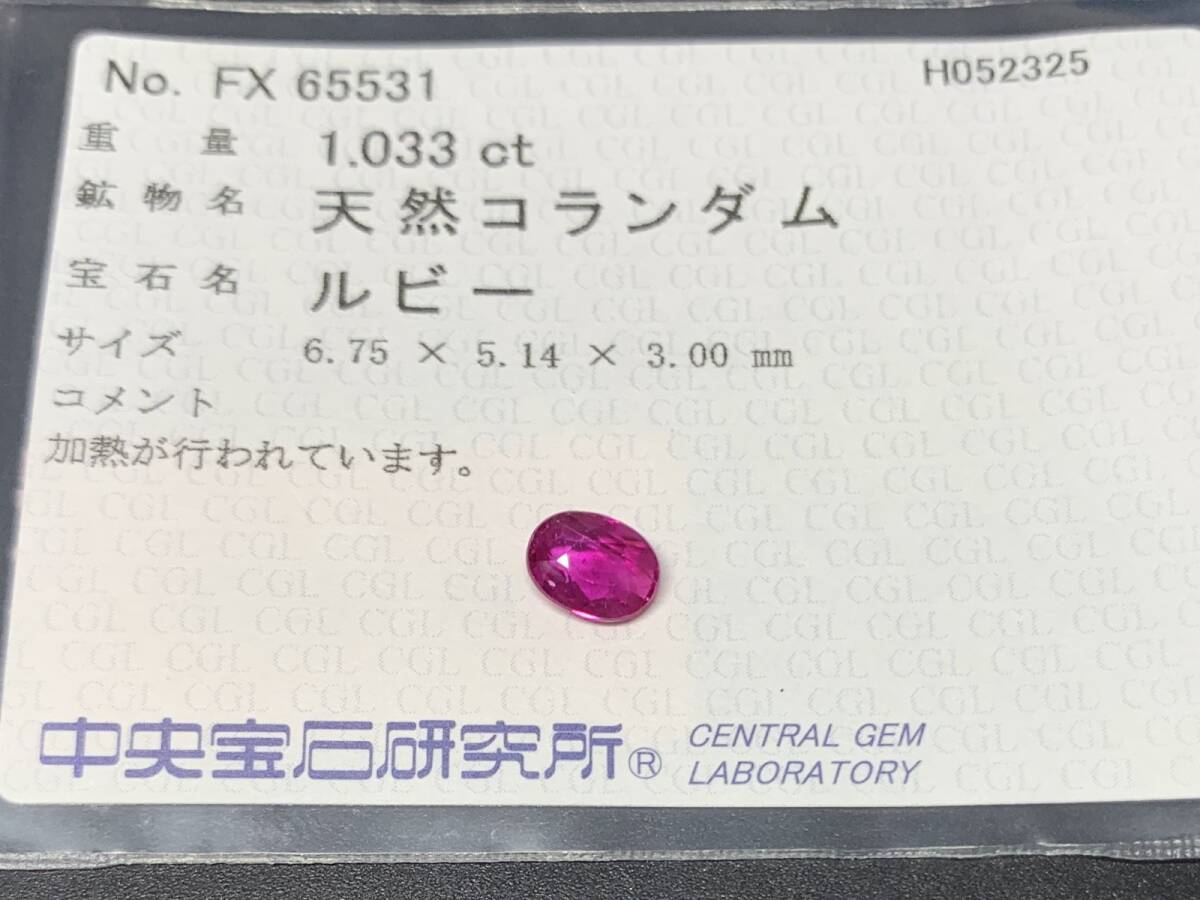 No. FX 65531
H052325
重量 1.033 ct
鉱物名 天然コランダム
宝石名 ルビー
サイズ 6.75 × 5.14 × 3.00 mm
コメント
加熱が行われています。
中央宝石研究所® CENTRAL GEM
LABORATORY